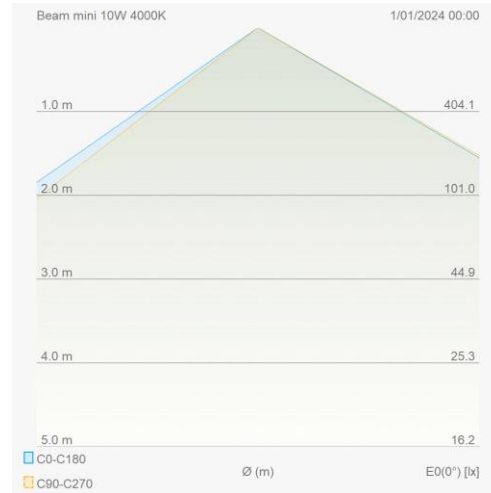 Beam mini 10W 4000K 1/01/2024 00:00
1.0 m 404.1
2.0 m 101.0
3.0 m 44.9
4.0 m 25.3
5.0 m 16.2
C0-C180
Ø (m) E0(0°) [lx]
C90-C270